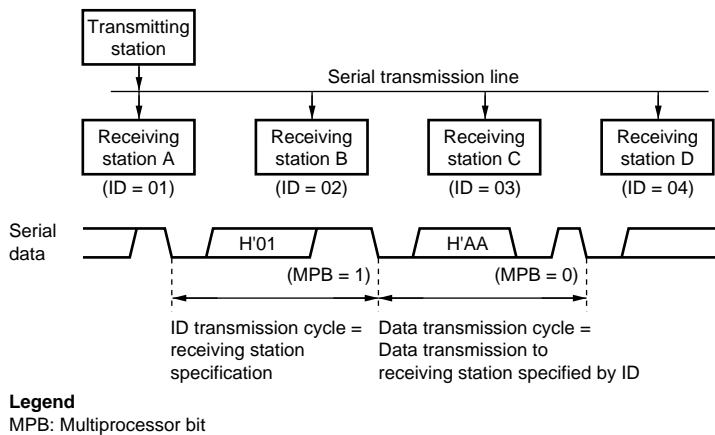 Transmitting
station
Serial transmission line
Receiving
station A
Receiving
station B
Receiving
station C
Receiving
station D
(ID = 01)
(ID = 02)
(ID = 03)
(ID = 04)
Serial
data
H'01
H'AA
(MPB = 1)
(MPB = 0)
ID transmission cycle =
receiving station
specification
Data transmission cycle =
Data transmission to
receiving station specified by ID
Legend
MPB: Multiprocessor bit